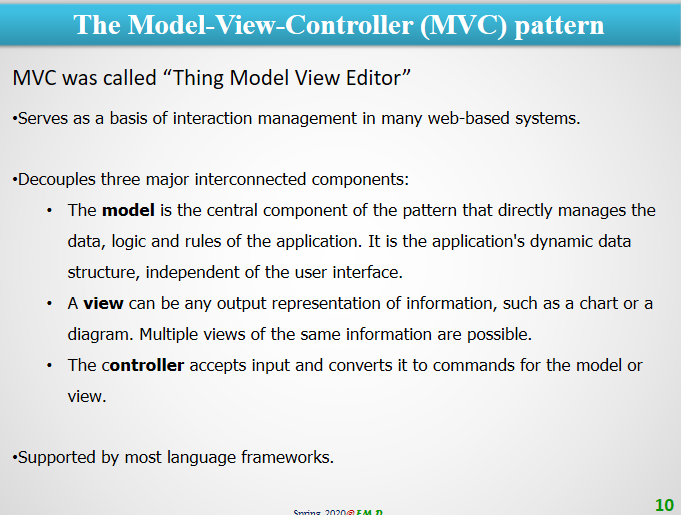 The Model-View-Controller (MVC) pattern
MVC was called “Thing Model View Editor”
•Serves as a basis of interaction management in many web-based systems.
•Decouples three major interconnected components:
• The model is the central component of the pattern that directly manages the
data, logic and rules of the application. It is the application's dynamic data
structure, independent of the user interface.
• A view can be any output representation of information, such as a chart or a
diagram. Multiple views of the same information are possible.
• The controller accepts input and converts it to commands for the model or
view.
•Supported by most language frameworks.
10
Spring 2020@